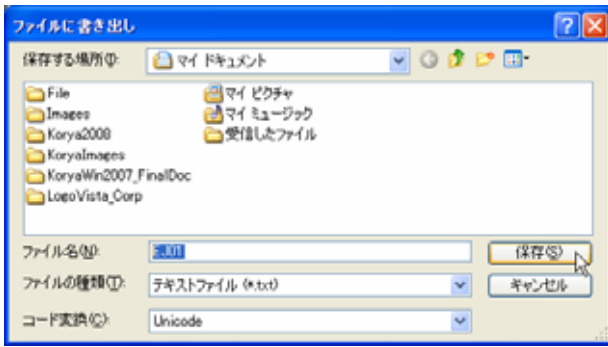 ファイルに書き出し
保存する場所(I):
マイ ドキュメント
File
Images
Korya2008
KoryaImages
KoryaWin2007_FinalDoc
LogoVista_Corp
マイ ピクチャ
マイ ミュージック
受信したファイル
ファイル名(N):
EJ01
保存(S)
ファイルの種類(T):
テキストファイル (*.txt)
キャンセル
コード変換(C):
Unicode